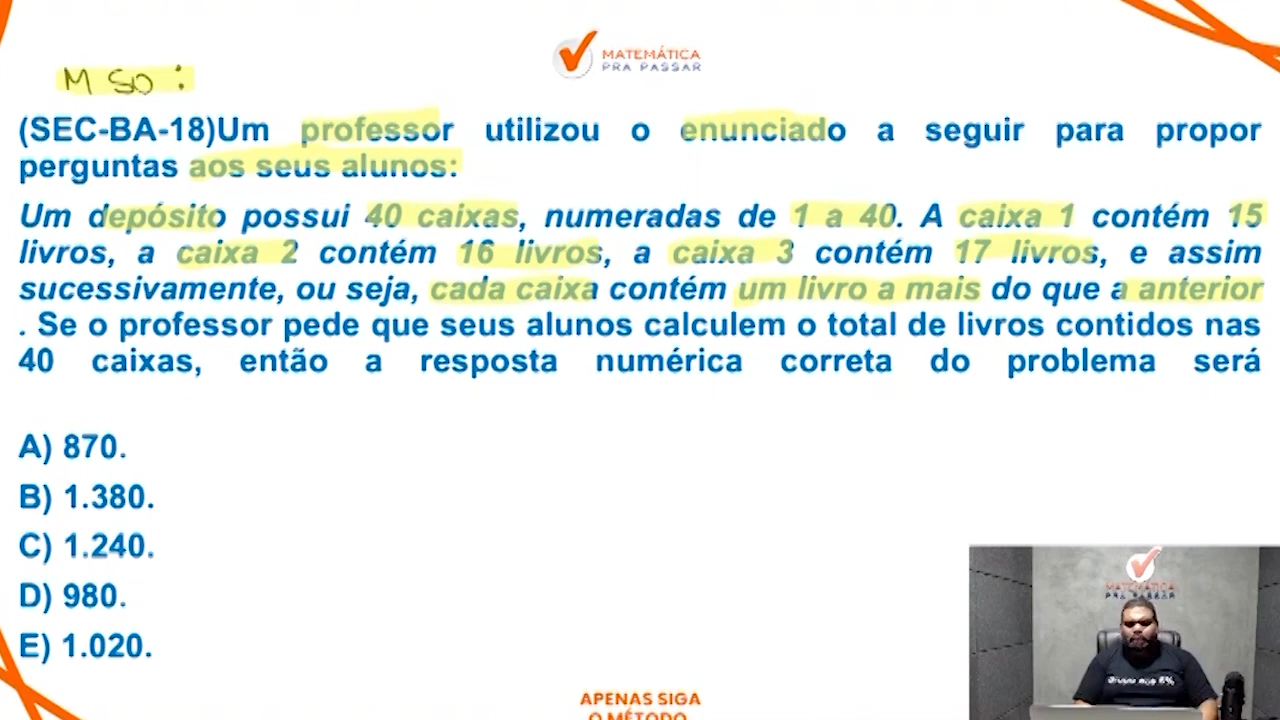 MATEMÁTICA
PRA PASSAR
M SO :
(SEC-BA-18)Um professor utilizou o enunciado a seguir para propor
perguntas aos seus alunos:
Um depósito possui 40 caixas, numeradas de 1 a 40. A caixa 1 contém 15
livros, a caixa 2 contém 16 livros, a caixa 3 contém 17 livros, e assim
sucessivamente, ou seja, cada caixa contém um livro a mais do que a anterior
. Se o professor pede que seus alunos calculem o total de livros contidos nas
40 caixas, então a resposta numérica correta do problema será
A) 870.
B) 1.380.
C) 1.240.
D) 980.
E) 1.020.
MATEMÁTICA
PRA PASSAR
APENAS SIGA
O MÉTODO